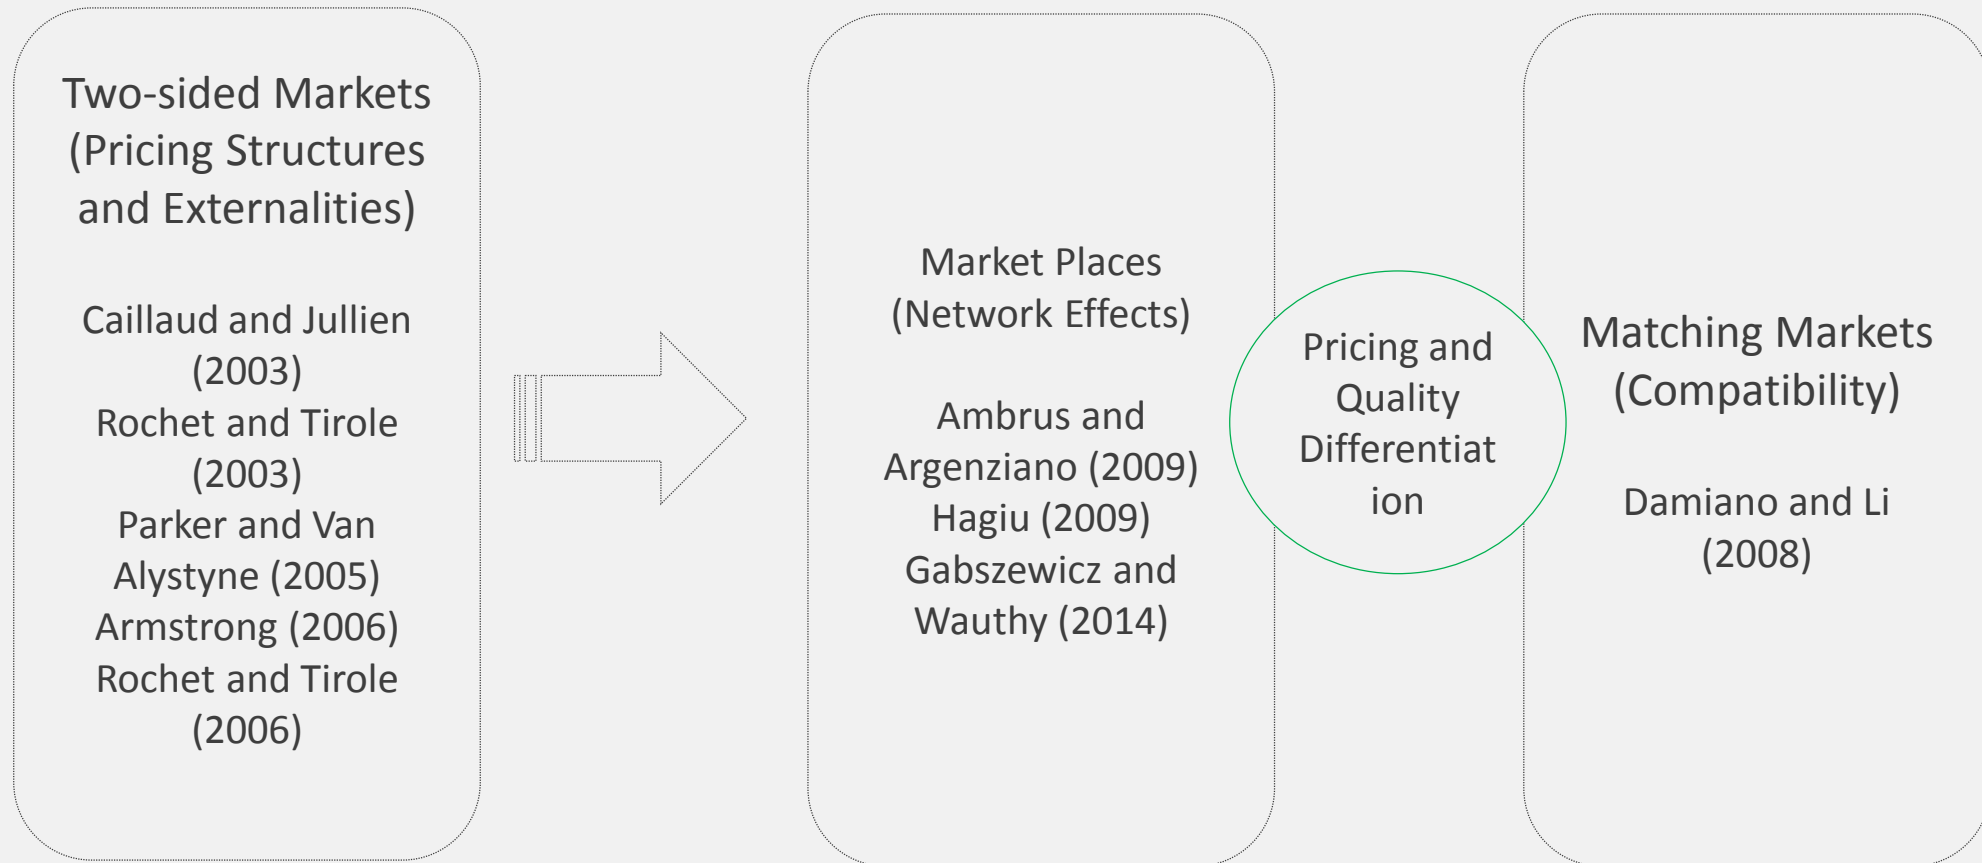 Two-sided Markets
(Pricing Structures
and Externalities)
Caillaud and Jullien
(2003)
Rochet and Tirole
(2003)
Parker and Van
Alystyne (2005)
Armstrong (2006)
Rochet and Tirole
(2006)
Market Places
(Network Effects)
Ambrus and
Argenziano (2009)
Hagiu (2009)
Gabszewicz and
Wauthy (2014)
Pricing and
Quality
Differentiat
ion
Matching Markets
(Compatibility)
Damiano and Li
(2008)